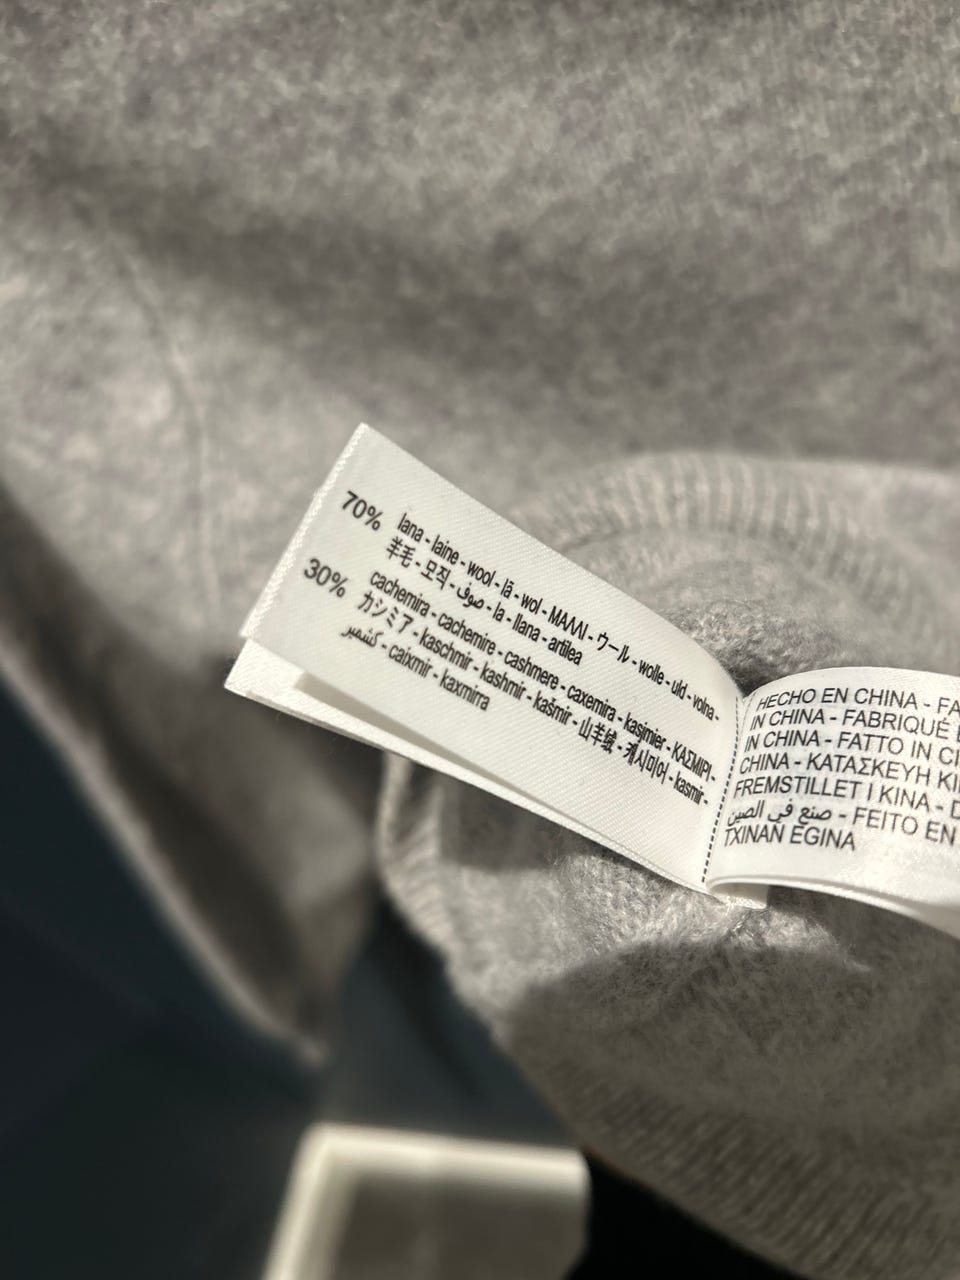 70% lana - laine - wool - lã - wol - ΜΑΛΛΙ - ウール - wolle - uld - volna -
羊毛 - 모직 - صوف - la - llana - artilea
30% cachemira - cachemire - cashmere - caxemira - kasjmier - ΚΑΣΜΙΡΙ -
カシミア - kaschmir - kashmir - kašmir - 山羊绒 - 캐시미어 - kasmir -
كشمير - caixmir - kaxmirra
HECHO EN CHINA - FA
IN CHINA - FABRIQUÉ
IN CHINA - FATTO IN
CHINA - ΚΑΤΑΣΚΕΥΗ
FREMSTILLET I KINA -
صنع في الصين - FEITO EN
TXINAN EGINA